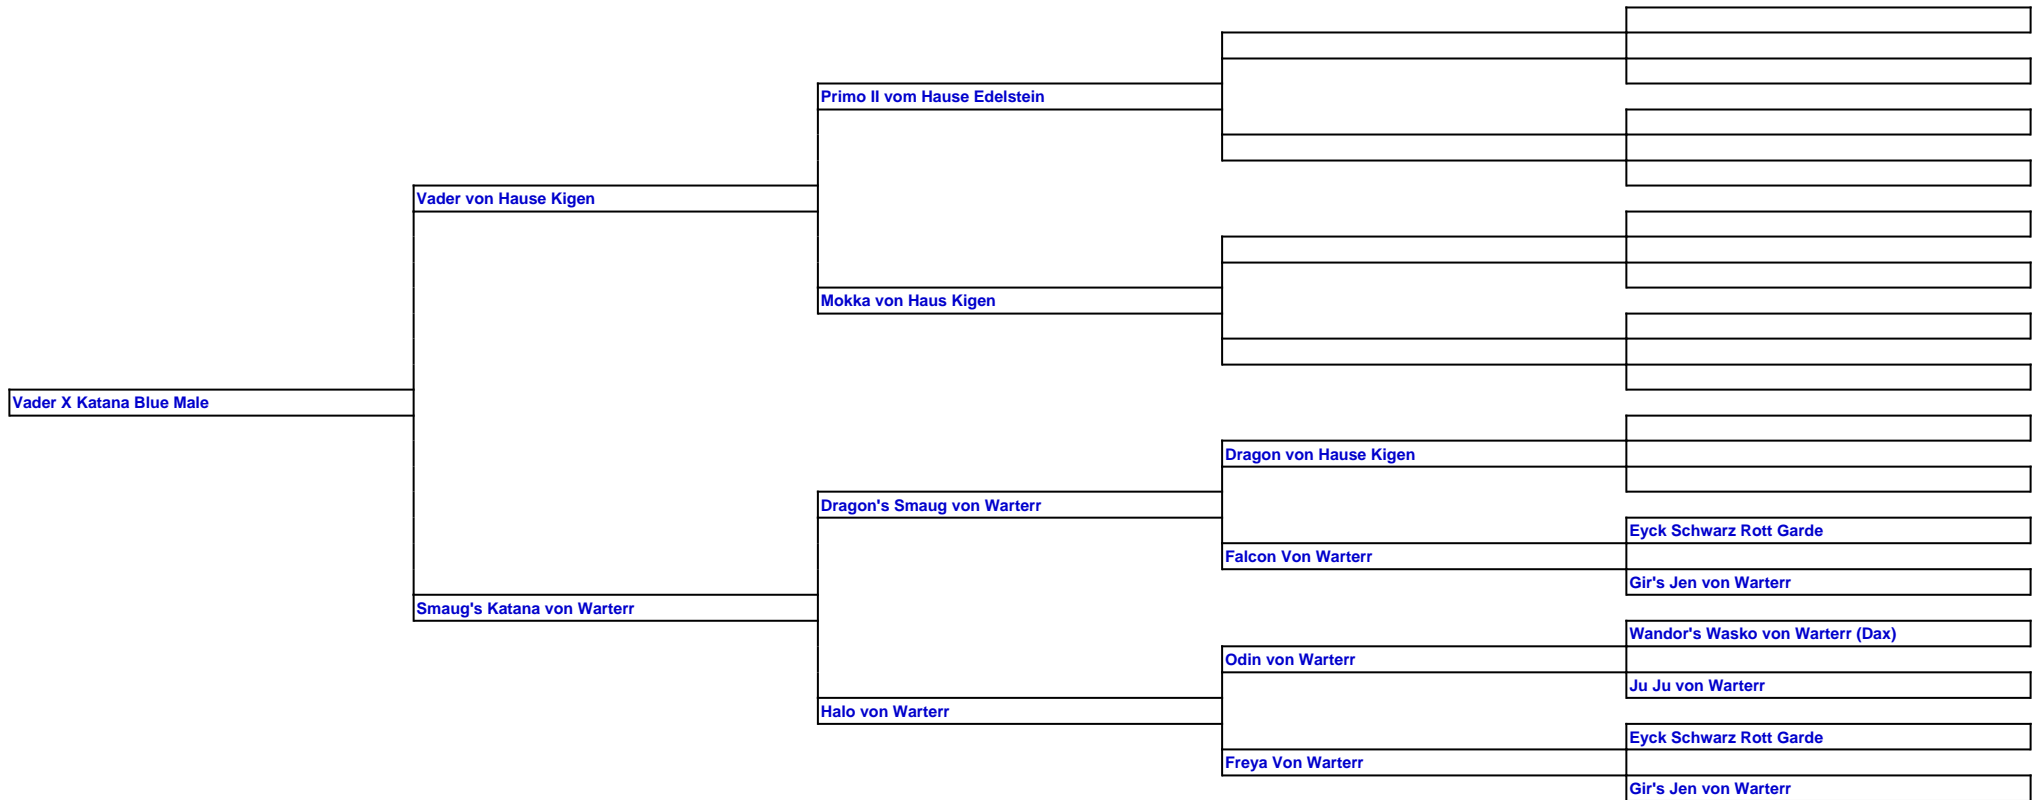 Primo II vom Hause Edelstein
Vader von Hause Kigen
Mokka von Haus Kigen
Vader X Katana Blue Male
Dragon von Hause Kigen
Dragon's Smaug von Warterr
Eyck Schwarz Rott Garde
Falcon Von Warterr
Gir's Jen von Warterr
Smaug's Katana von Warterr
Wandor's Wasko von Warterr (Dax)
Odin von Warterr
Ju Ju von Warterr
Halo von Warterr
Eyck Schwarz Rott Garde
Freya Von Warterr
Gir's Jen von Warterr